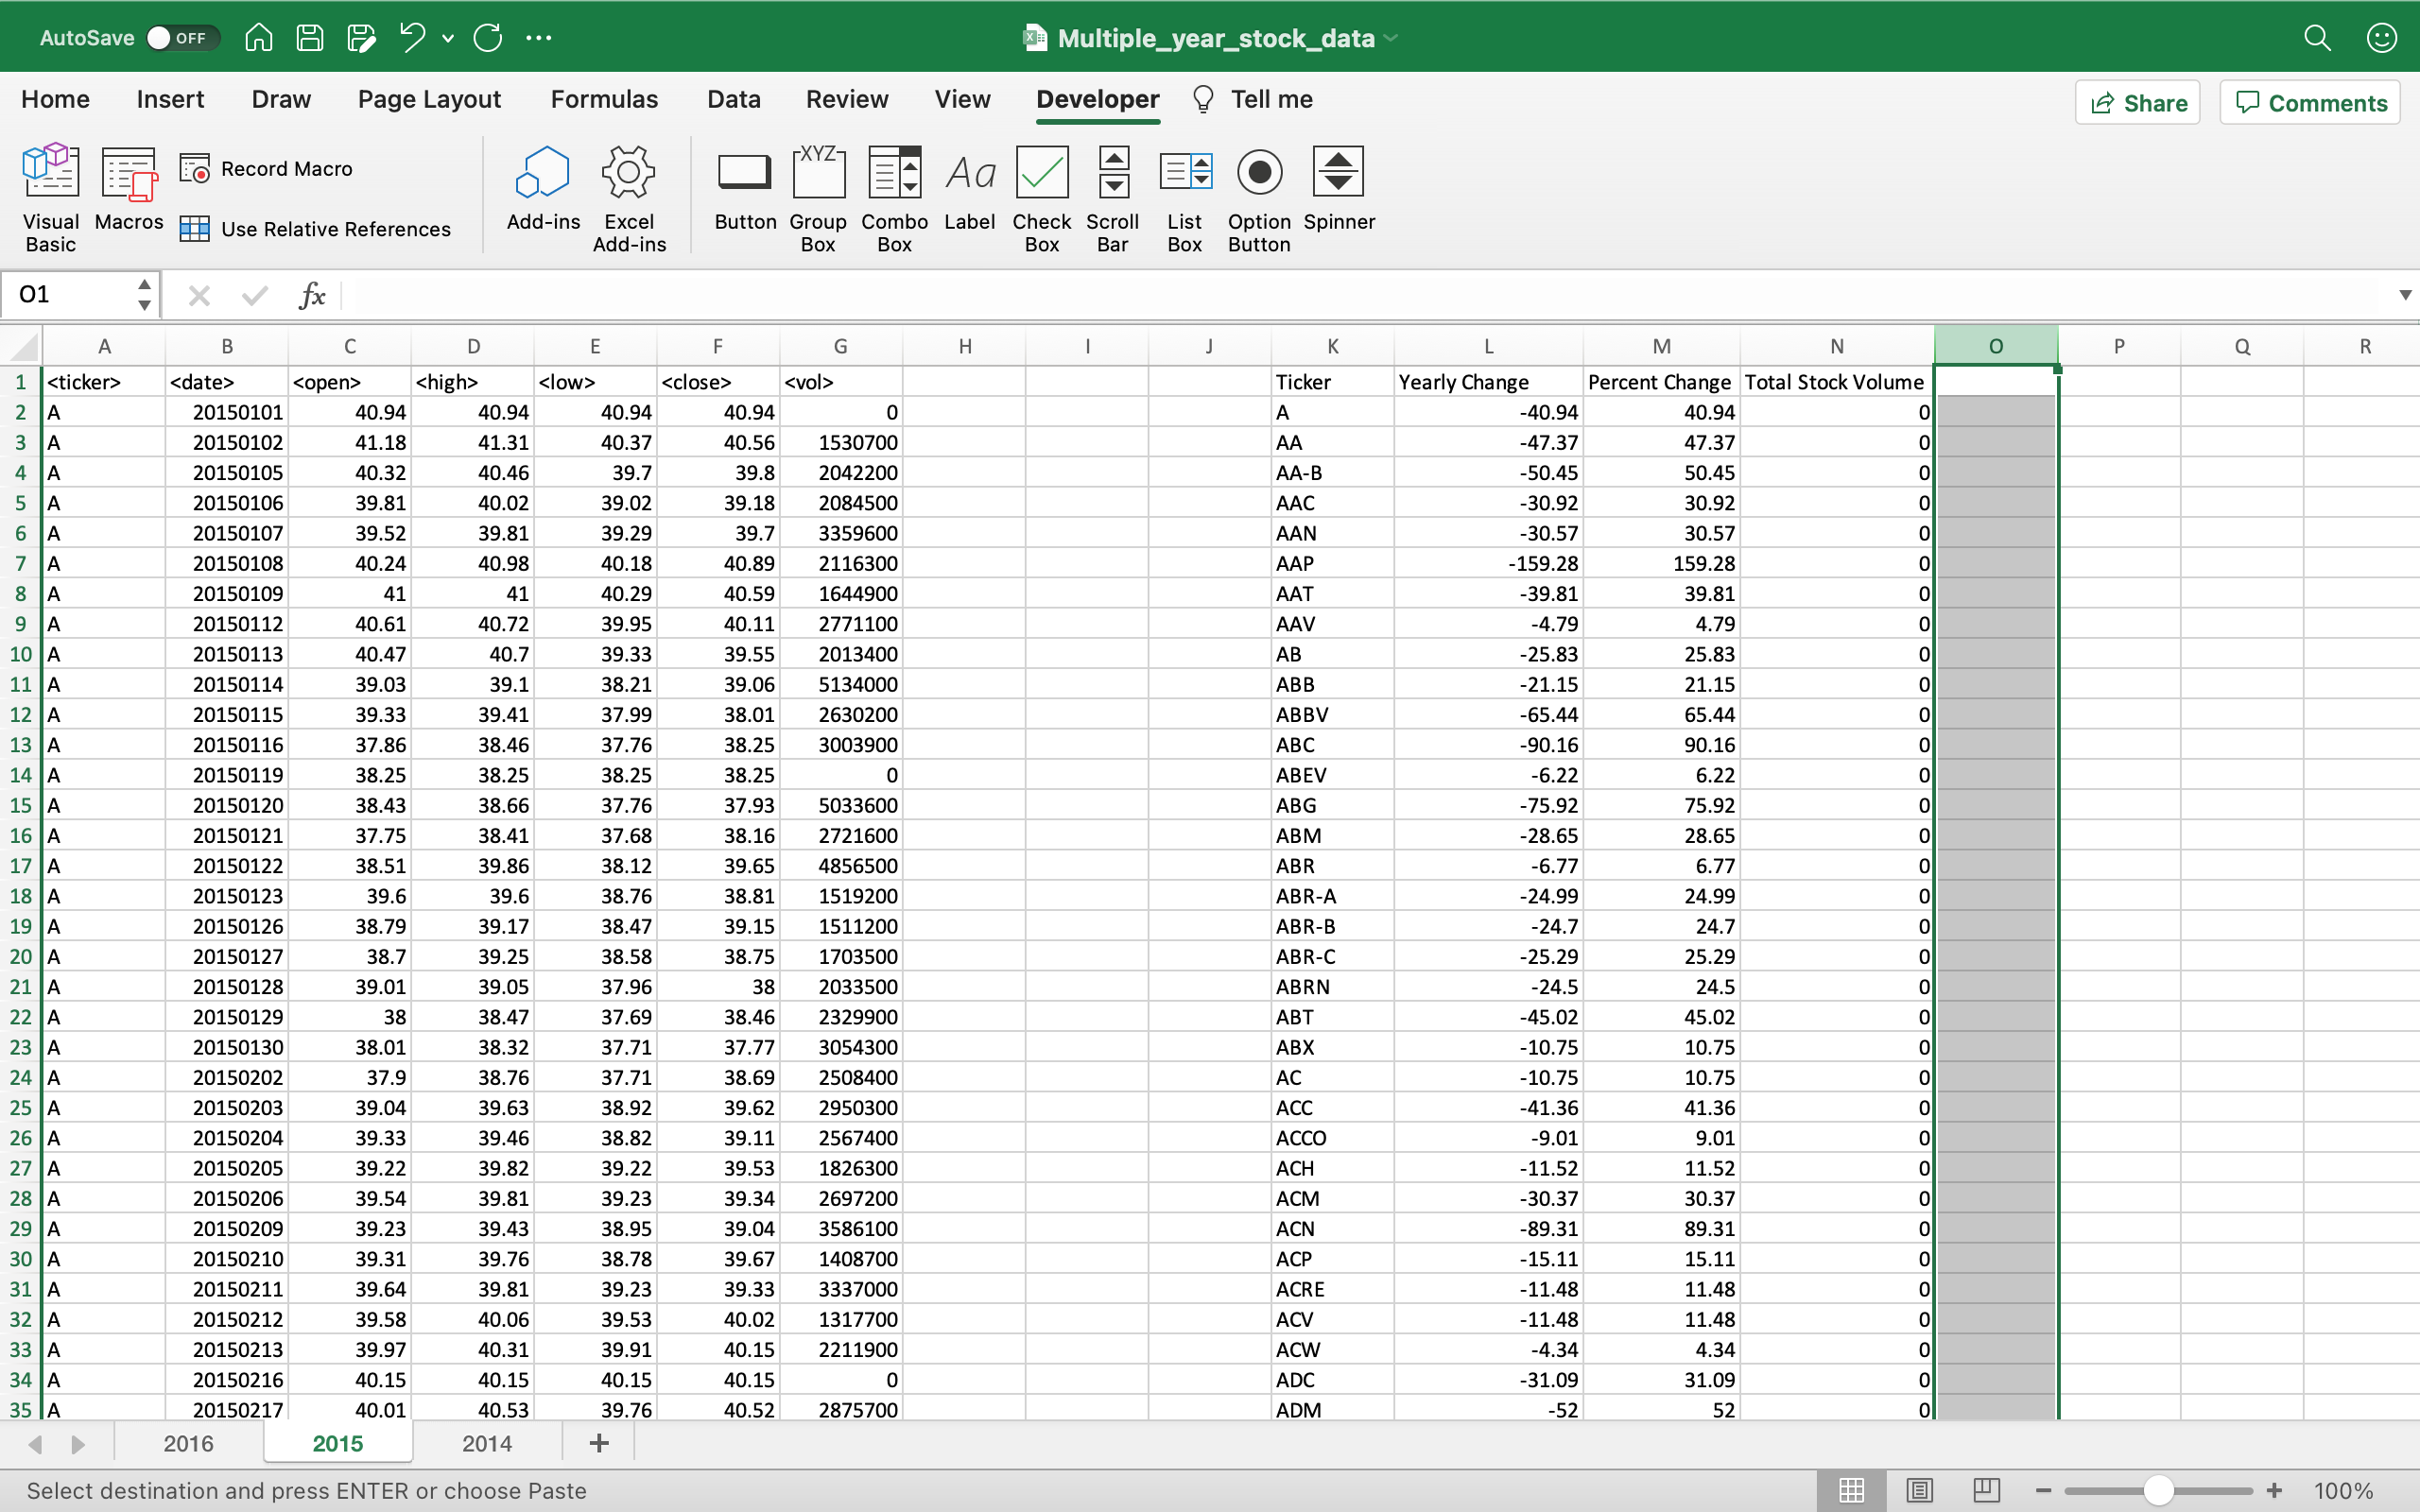 AutoSave OFF Multiple_year_stock_data
Home Insert Draw Page Layout Formulas Data Review View Developer Tell me Share Comments
Visual Basic Macros Record Macro Use Relative References Add-ins Excel Add-ins Button Group Box Combo Box Label Check Box Scroll Bar List Box Option Button Spinner
XYZ Aa
O1 fx
A B C D E F G H I J K L M N O P Q R
1 <ticker> <date> <open> <high> <low> <close> <vol> Ticker Yearly Change Percent Change Total Stock Volume
2 A 20150101 40.94 40.94 40.94 40.94 0 A -40.94 40.94 0
3 A 20150102 41.18 41.31 40.37 40.56 1530700 AA -47.37 47.37 0
4 A 20150105 40.32 40.46 39.7 39.8 2042200 AA-B -50.45 50.45 0
5 A 20150106 39.81 40.02 39.02 39.18 2084500 AAC -30.92 30.92 0
6 A 20150107 39.52 39.81 39.29 39.7 3359600 AAN -30.57 30.57 0
7 A 20150108 40.24 40.98 40.18 40.89 2116300 AAP -159.28 159.28 0
8 A 20150109 41 41 40.29 40.59 1644900 AAT -39.81 39.81 0
9 A 20150112 40.61 40.72 39.95 40.11 2771100 AAV -4.79 4.79 0
10 A 20150113 40.47 40.7 39.33 39.55 2013400 AB -25.83 25.83 0
11 A 20150114 39.03 39.1 38.21 39.06 5134000 ABB -21.15 21.15 0
12 A 20150115 39.33 39.41 37.99 38.01 2630200 ABBV -65.44 65.44 0
13 A 20150116 37.86 38.46 37.76 38.25 3003900 ABC -90.16 90.16 0
14 A 20150119 38.25 38.25 38.25 38.25 0 ABEV -6.22 6.22 0
15 A 20150120 38.43 38.66 37.76 37.93 5033600 ABG -75.92 75.92 0
16 A 20150121 37.75 38.41 37.68 38.16 2721600 ABM -28.65 28.65 0
17 A 20150122 38.51 39.86 38.12 39.65 4856500 ABR -6.77 6.77 0
18 A 20150123 39.6 39.6 38.76 38.81 1519200 ABR-A -24.99 24.99 0
19 A 20150126 38.79 39.17 38.47 39.15 1511200 ABR-B -24.7 24.7 0
20 A 20150127 38.7 39.25 38.58 38.75 1703500 ABR-C -25.29 25.29 0
21 A 20150128 39.01 39.05 37.96 38 2033500 ABRN -24.5 24.5 0
22 A 20150129 38 38.47 37.69 38.46 2329900 ABT -45.02 45.02 0
23 A 20150130 38.01 38.32 37.71 37.77 3054300 ABX -10.75 10.75 0
24 A 20150202 37.9 38.76 37.71 38.69 2508400 AC -10.75 10.75 0
25 A 20150203 39.04 39.63 38.92 39.62 2950300 ACC -41.36 41.36 0
26 A 20150204 39.33 39.46 38.82 39.11 2567400 ACCO -9.01 9.01 0
27 A 20150205 39.22 39.82 39.22 39.53 1826300 ACH -11.52 11.52 0
28 A 20150206 39.54 39.81 39.23 39.34 2697200 ACM -30.37 30.37 0
29 A 20150209 39.23 39.43 38.95 39.04 3586100 ACN -89.31 89.31 0
30 A 20150210 39.31 39.76 38.78 39.67 1408700 ACP -15.11 15.11 0
31 A 20150211 39.64 39.81 39.23 39.33 3337000 ACRE -11.48 11.48 0
32 A 20150212 39.58 40.06 39.53 40.02 1317700 ACV -11.48 11.48 0
33 A 20150213 39.97 40.31 39.91 40.15 2211900 ACW -4.34 4.34 0
34 A 20150216 40.15 40.15 40.15 40.15 0 ADC -31.09 31.09 0
35 A 20150217 40.01 40.53 39.76 40.52 2875700 ADM -52 52 0
2016 2015 2014 +
Select destination and press ENTER or choose Paste 100%